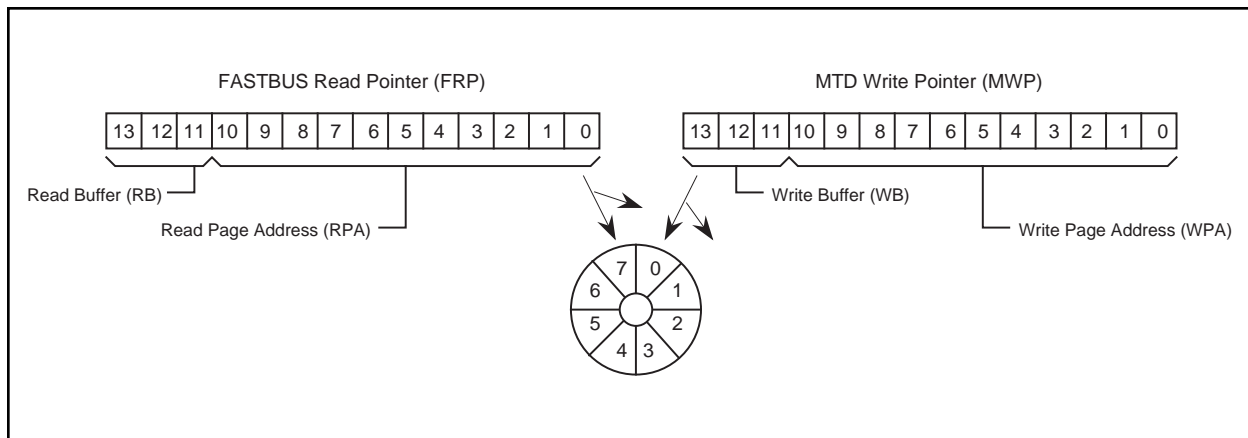 FASTBUS Read Pointer (FRP) MTD Write Pointer (MWP)
13 12 11 10 9 8 7 6 5 4 3 2 1 0 13 12 11 10 9 8 7 6 5 4 3 2 1 0
Read Buffer (RB) Write Buffer (WB)
Read Page Address (RPA) Write Page Address (WPA)
7 0
6 1
5 2
4 3